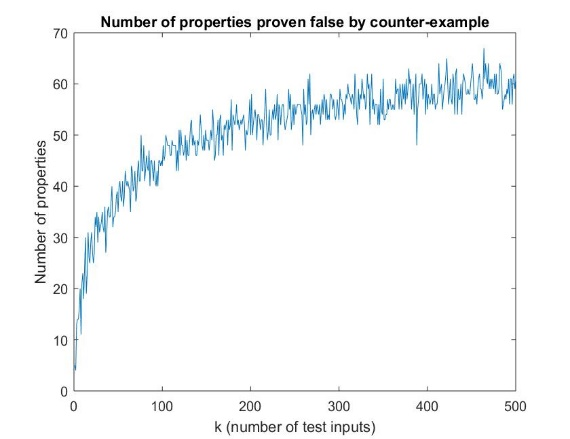 Number of properties proven false by counter-example
Number of properties
70
60
50
40
30
20
10
0
0 100 200 300 400 500
k (number of test inputs)